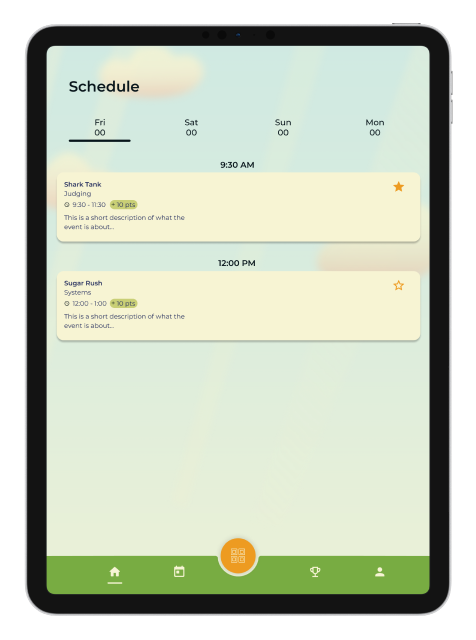 Schedule
Fri Sat Sun Mon
00 00 00 00
9:30 AM
Shark Tank
Judging
9:30 - 11:30 + 10 pts
This is a short description of what the
event is about...
12:00 PM
Sugar Rush
Systems
12:00 - 1:00 + 10 pts
This is a short description of what the
event is about...